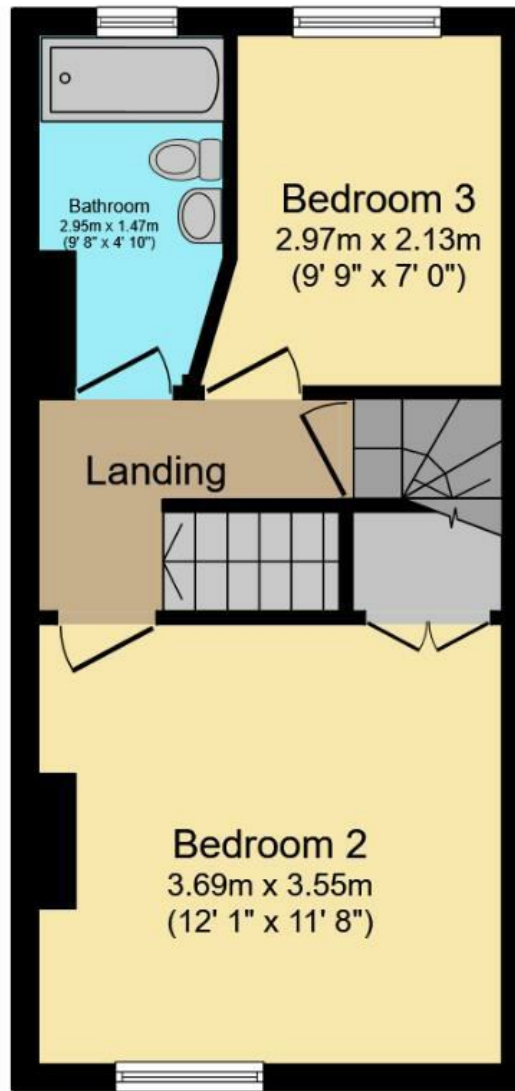 Bathroom
2.95m x 1.47m
(9' 8" x 4' 10")
Bedroom 3
2.97m x 2.13m
(9' 9" x 7' 0")
Landing
Bedroom 2
3.69m x 3.55m
(12' 1" x 11' 8")